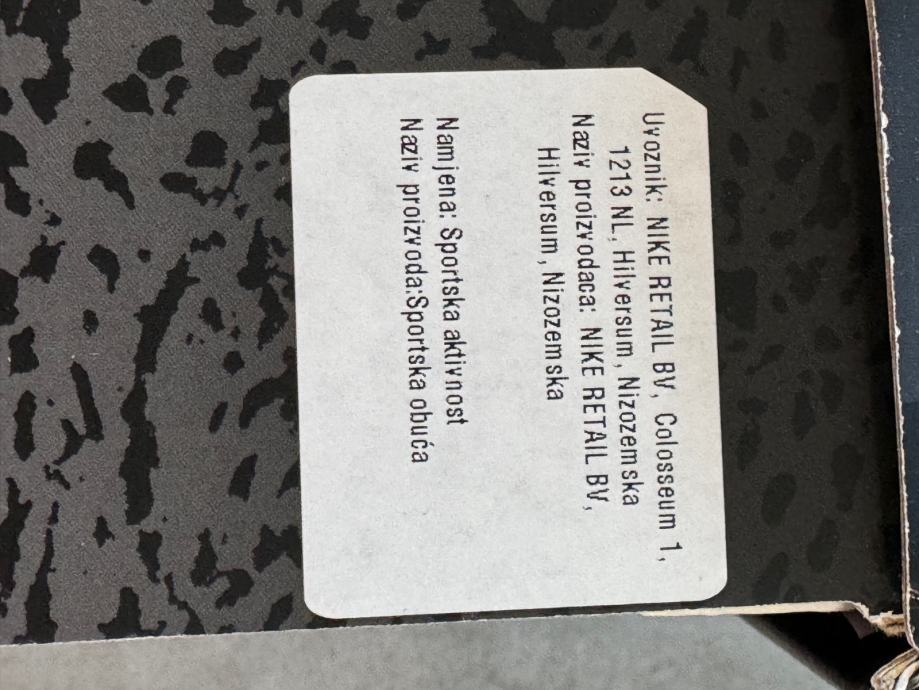 Uvoznik: NIKE RETAIL BV, Colosseum 1,
1213 NL, Hilversum, Nizozemska
Naziv proizvodaca: NIKE RETAIL BV,
Hilversum, Nizozemska
Namjena: Sportska aktivnost
Naziv proizvoda:Sportska obuća